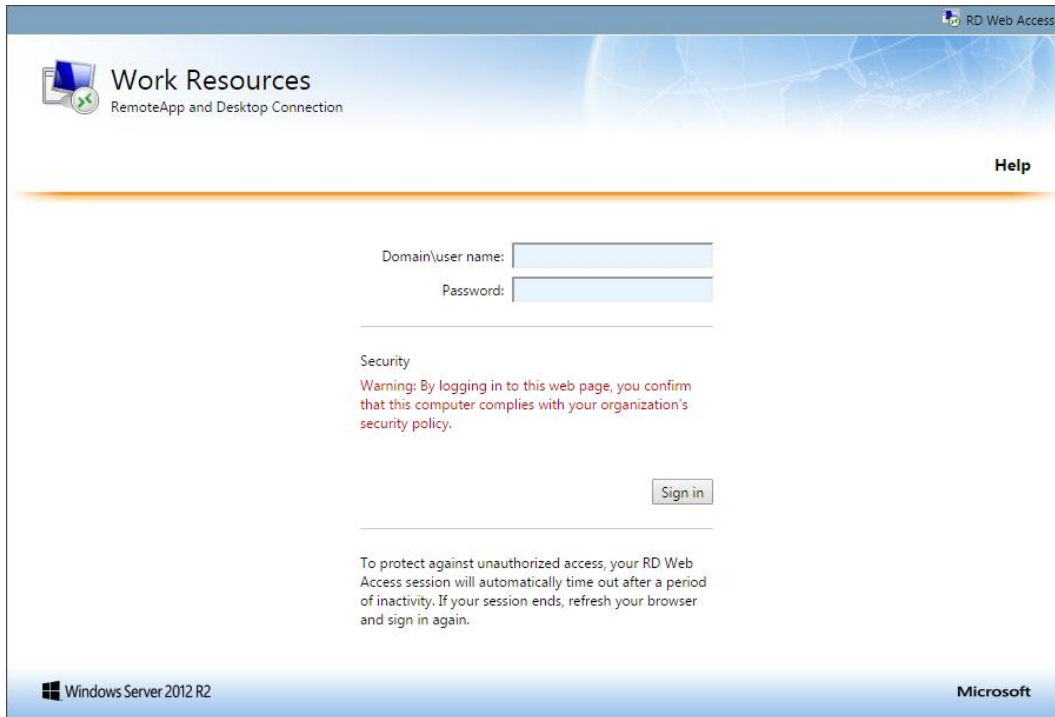 RD Web Access
Work Resources
RemoteApp and Desktop Connection
Help
Domain\user name:
Password:
Security
Warning: By logging in to this web page, you confirm
that this computer complies with your organization's
security policy.
Sign in
To protect against unauthorized access, your RD Web
Access session will automatically time out after a period
of inactivity. If your session ends, refresh your browser
and sign in again.
Windows Server 2012 R2
Microsoft